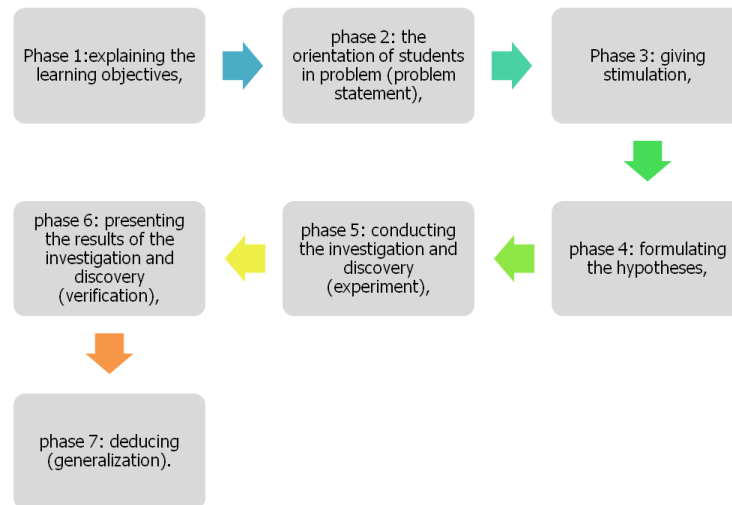 Phase 1:explaining the
learning objectives,
phase 2: the
orientation of students
in problem (problem
statement),
Phase 3: giving
stimulation,
phase 4: formulating
the hypotheses,
phase 5: conducting
the investigation and
discovery
(experiment),
phase 6: presenting
the results of the
investigation and
discovery
(verification),
phase 7: deducing
(generalization).